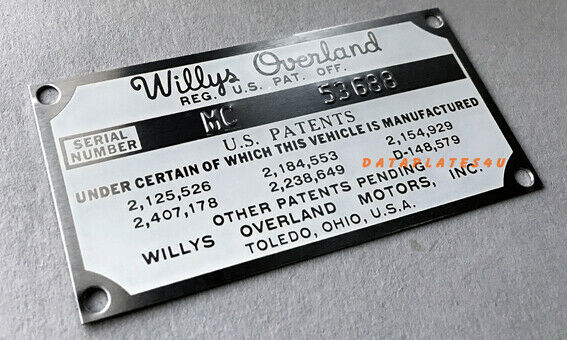 Willys Overland
REG. U.S. PAT. OFF.
SERIAL NUMBER MC 53688
U.S. PATENTS
UNDER CERTAIN OF WHICH THIS VEHICLE IS MANUFACTURED
2,125,526 2,184,553 2,154,929
2,407,178 2,238,649 D-148,579
OTHER PATENTS PENDING
WILLYS OVERLAND MOTORS, INC.
TOLEDO, OHIO, U.S.A.
DATAPLATES4U